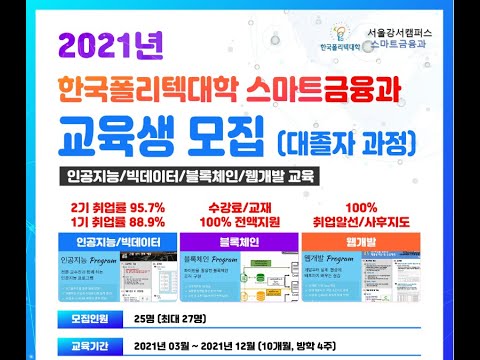 한국폴리텍대학
서울강서캠퍼스
스마트금융과
2021년
한국폴리텍대학 스마트금융과
교육생 모집 (대졸자 과정)
인공지능/빅데이터/블록체인/웹개발 교육
2기 취업률 95.7%
1기 취업률 88.9%
수강료/교재
100% 전액지원
100%
취업알선/사후지도
인공지능/빅데이터
블록체인
웹개발
인공지능 Program
블록체인 Program
웹개발 Program
모집인원
25명 (최대 27명)
교육기간
2021년 03월 ~ 2021년 12월 (10개월, 방학 4주)